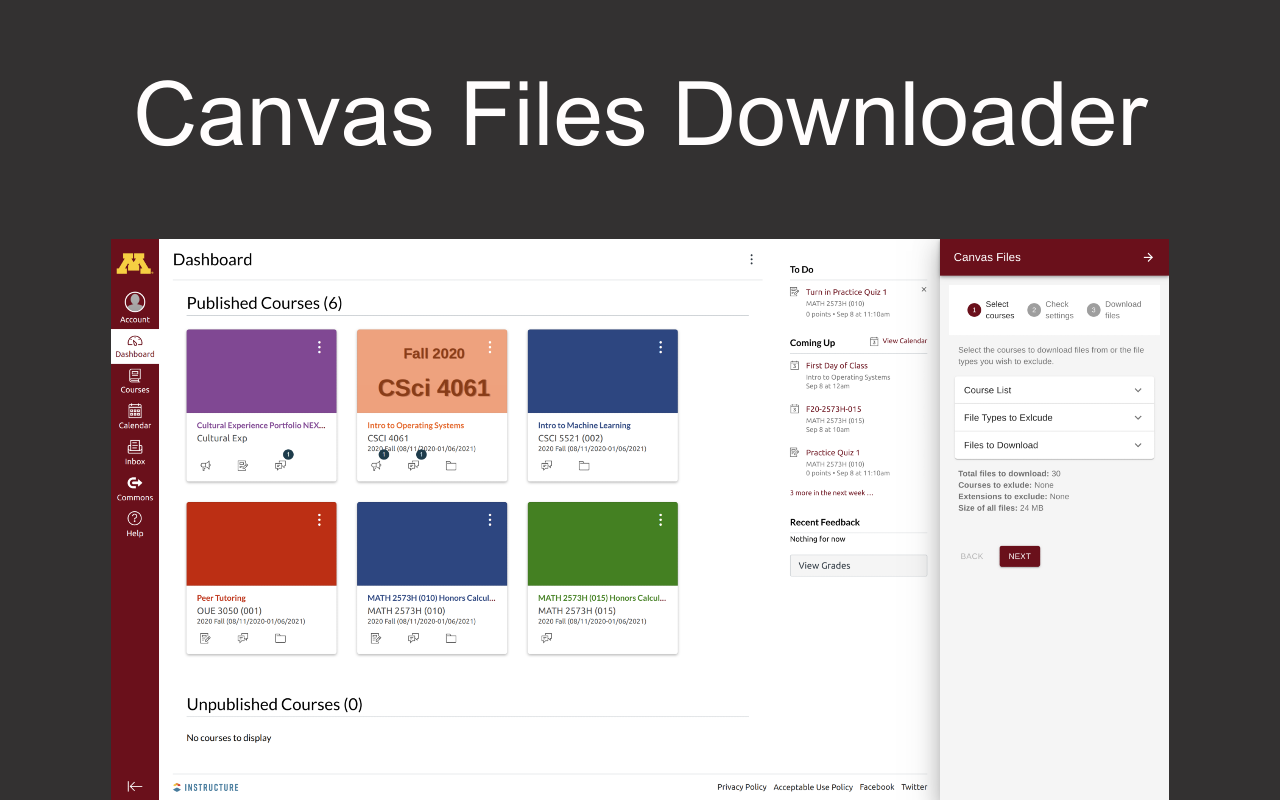 Canvas Files Downloader
M
Account
Dashboard
Courses
Calendar
Inbox
Commons
Help
Dashboard
Published Courses (6)
Cultural Experience Portfolio NEX...
Cultural Exp
1
Fall 2020
CSci 4061
Intro to Operating Systems
CSCI 4061
2020 Fall (08/11/2020-01/06/2021)
1
1
Intro to Machine Learning
CSCI 5521 (002)
2020 Fall (08/11/2020-01/06/2021)
Peer Tutoring
OUE 3050 (001)
2020 Fall (08/11/2020-01/06/2021)
MATH 2573H (010) Honors Calcul...
MATH 2573H (010)
2020 Fall (08/11/2020-01/06/2021)
MATH 2573H (015) Honors Calcul...
MATH 2573H (015)
2020 Fall (08/11/2020-01/06/2021)
Unpublished Courses (0)
No courses to display
INSTRUCTURE
Privacy Policy Acceptable Use Policy Facebook Twitter
To Do
Turn in Practice Quiz 1
MATH 2573H (010)
0 points • Sep 8 at 11:10am
Coming Up
View Calendar
First Day of Class
Intro to Operating Systems
Sep 8 at 12am
F20-2573H-015
MATH 2573H (015)
Sep 8 at 10am
Practice Quiz 1
MATH 2573H (010)
0 points • Sep 8 at 11:10am
3 more in the next week ...
Recent Feedback
Nothing for now
View Grades
Canvas Files
1 Select courses
2 Check settings
3 Download files
Select the courses to download files from or the file
types you wish to exclude.
Course List
File Types to Exlcude
Files to Download
Total files to download: 30
Courses to exlude: None
Extensions to exclude: None
Size of all files: 24 MB
BACK NEXT